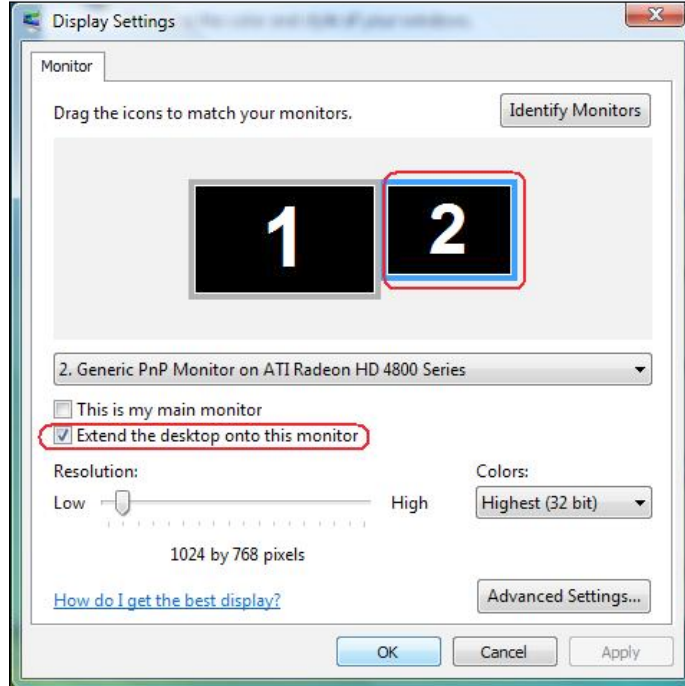 Display Settings
Monitor
Drag the icons to match your monitors.
Identify Monitors
1
2
2. Generic PnP Monitor on ATI Radeon HD 4800 Series
This is my main monitor
Extend the desktop onto this monitor
Resolution:
Colors:
Low
High
Highest (32 bit)
1024 by 768 pixels
How do I get the best display?
Advanced Settings...
OK
Cancel
Apply